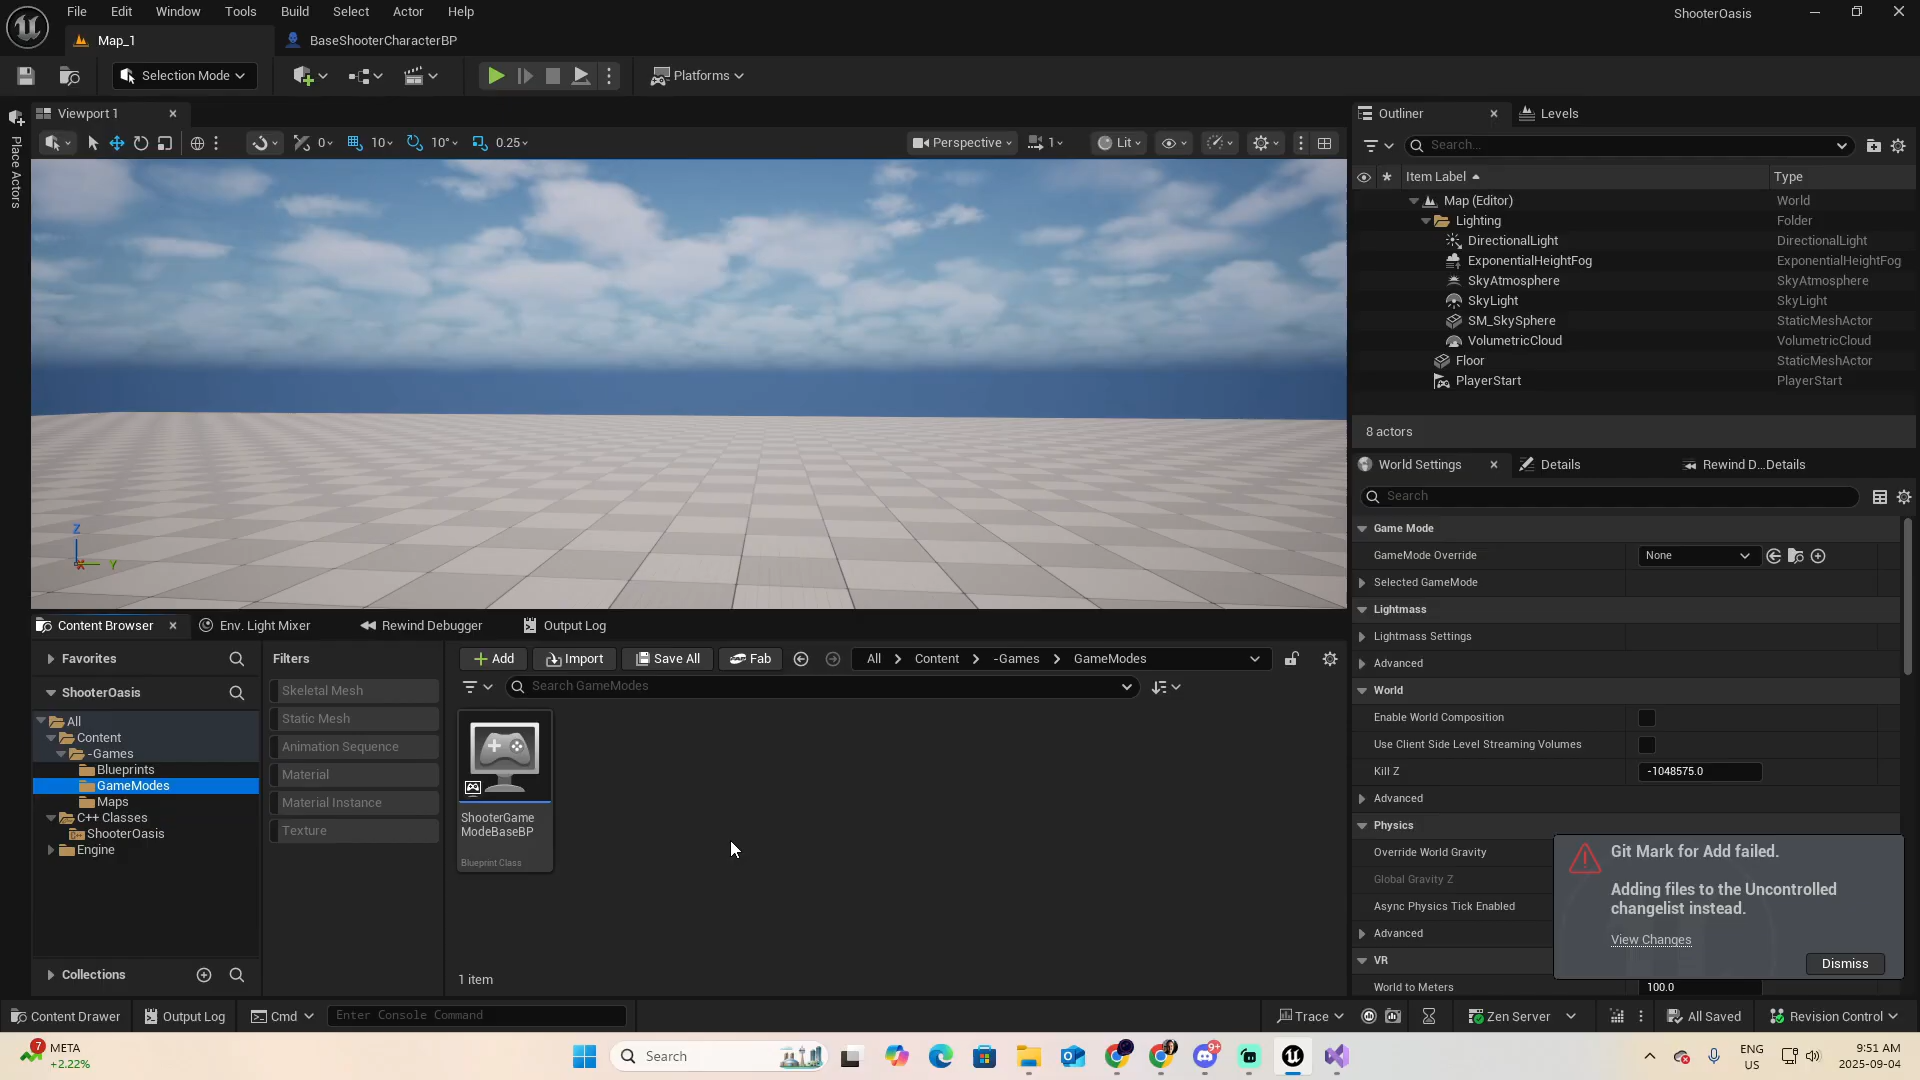 File Edit Window Tools Build Select Actor Help
ShooterOasis
Map_1
BaseShooterCharacterBP
Selection Mode
Platforms
Place Actors
Viewport 1
0 10 10° 0.25
Perspective
1
Lit
Z
X
Y
Outliner
Levels
Search...
Item Label
Type
Map (Editor) World
Lighting Folder
DirectionalLight DirectionalLight
ExponentialHeightFog ExponentialHeightFog
SkyAtmosphere SkyAtmosphere
SkyLight SkyLight
SM_SkySphere StaticMeshActor
VolumetricCloud VolumetricCloud
Floor StaticMeshActor
PlayerStart PlayerStart
8 actors
World Settings
Details
Rewind D...Details
Search
Game Mode
GameMode Override None
Selected GameMode
Lightmass
Lightmass Settings
Advanced
World
Enable World Composition
Use Client Side Level Streaming Volumes
Kill Z -1048575.0
Advanced
Physics
Override World Gravity
Global Gravity Z
Async Physics Tick Enabled
Advanced
VR
World to Meters 100.0
Git Mark for Add failed.
Adding files to the Uncontrolled
changelist instead.
View Changes
Dismiss
Content Browser
Env. Light Mixer
Rewind Debugger
Output Log
Favorites
ShooterOasis
All
Content
-Games
Blueprints
GameModes
Maps
C++ Classes
ShooterOasis
Engine
Collections
Filters
Skeletal Mesh
Static Mesh
Animation Sequence
Material
Material Instance
Texture
Add
Import
Save All
Fab
All
Content
-Games
GameModes
Search GameModes
ShooterGame
ModeBaseBP
Blueprint Class
1 item
Content Drawer
Output Log
Cmd
Enter Console Command
Trace
Zen Server
All Saved
Revision Control
7
META
+2.22%
Search
9+
ENG
US
9:51 AM
2025-09-04